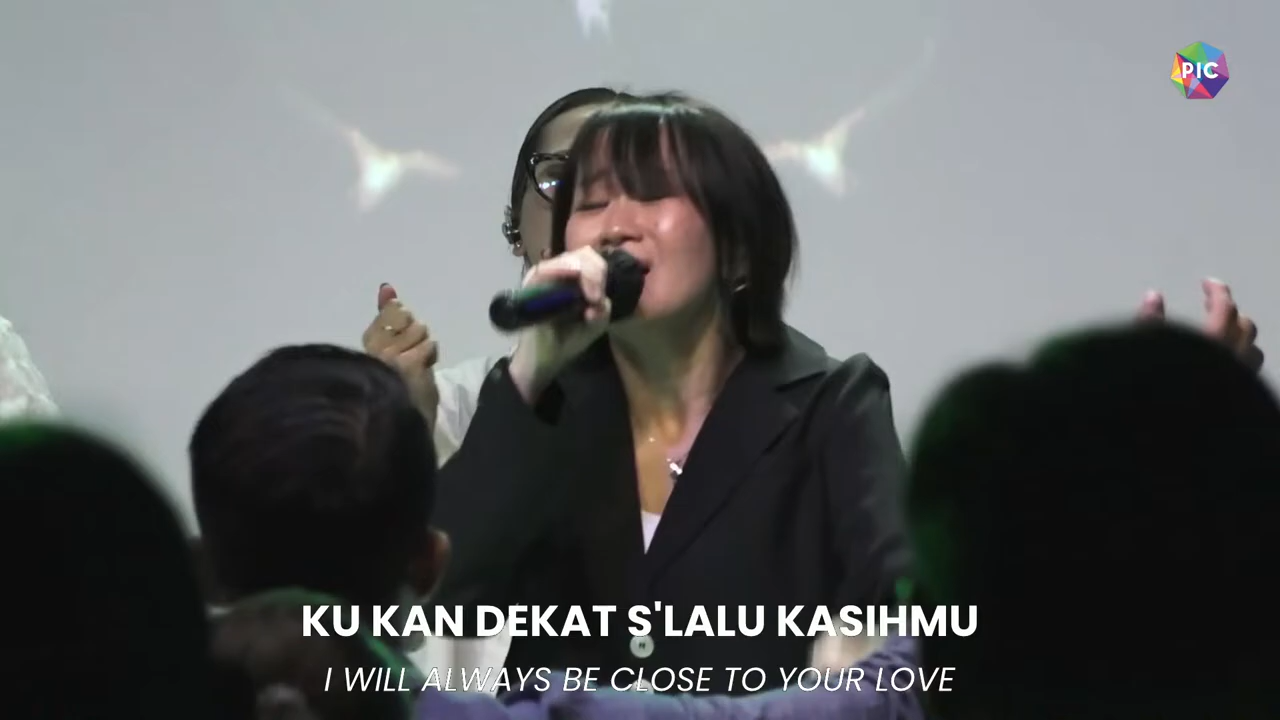 PIC
KU KAN DEKAT S'LALU KASIHMU
I WILL ALWAYS BE CLOSE TO YOUR LOVE